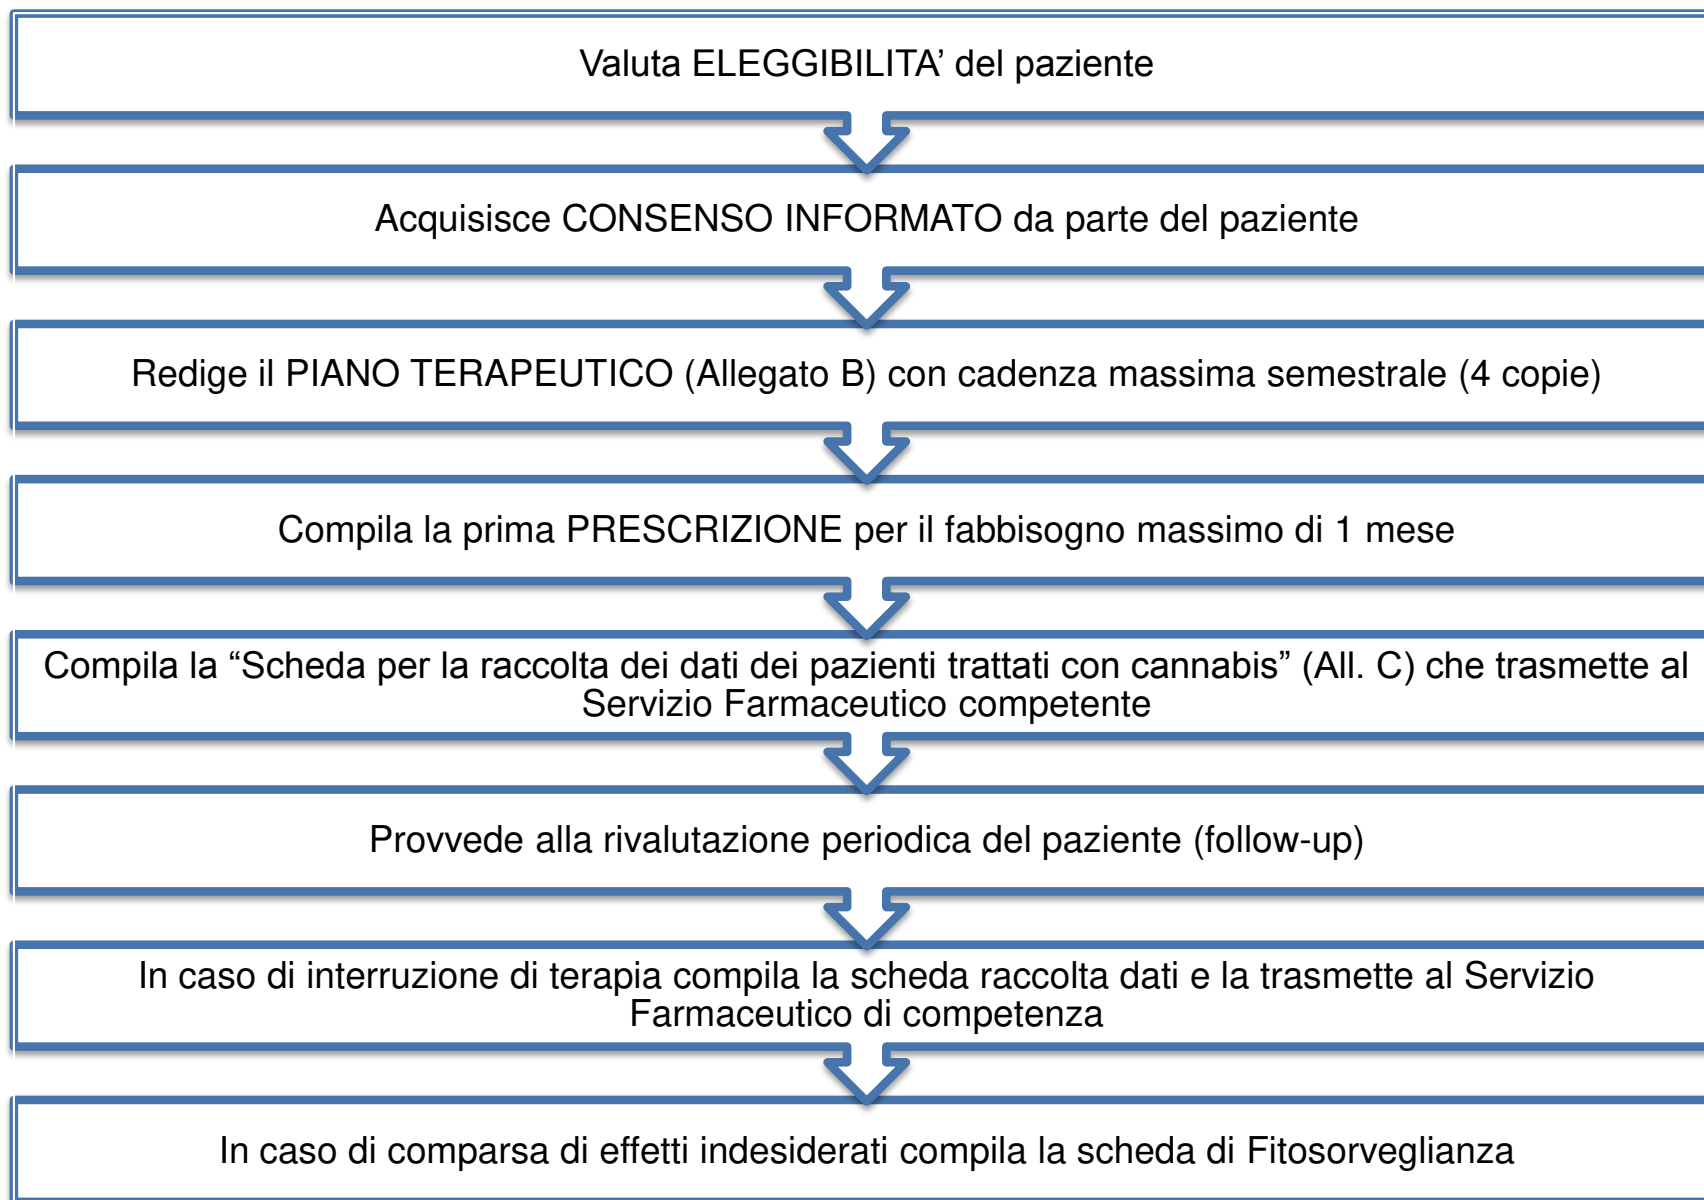 Valuta ELEGGIBILITA’ del paziente
Acquisisce CONSENSO INFORMATO da parte del paziente
Redige il PIANO TERAPEUTICO (Allegato B) con cadenza massima semestrale (4 copie)
Compila la prima PRESCRIZIONE per il fabbisogno massimo di 1 mese
Compila la “Scheda per la raccolta dei dati dei pazienti trattati con cannabis” (All. C) che trasmette al
Servizio Farmaceutico competente
Provvede alla rivalutazione periodica del paziente (follow-up)
In caso di interruzione di terapia compila la scheda raccolta dati e la trasmette al Servizio
Farmaceutico di competenza
In caso di comparsa di effetti indesiderati compila la scheda di Fitosorveglianza